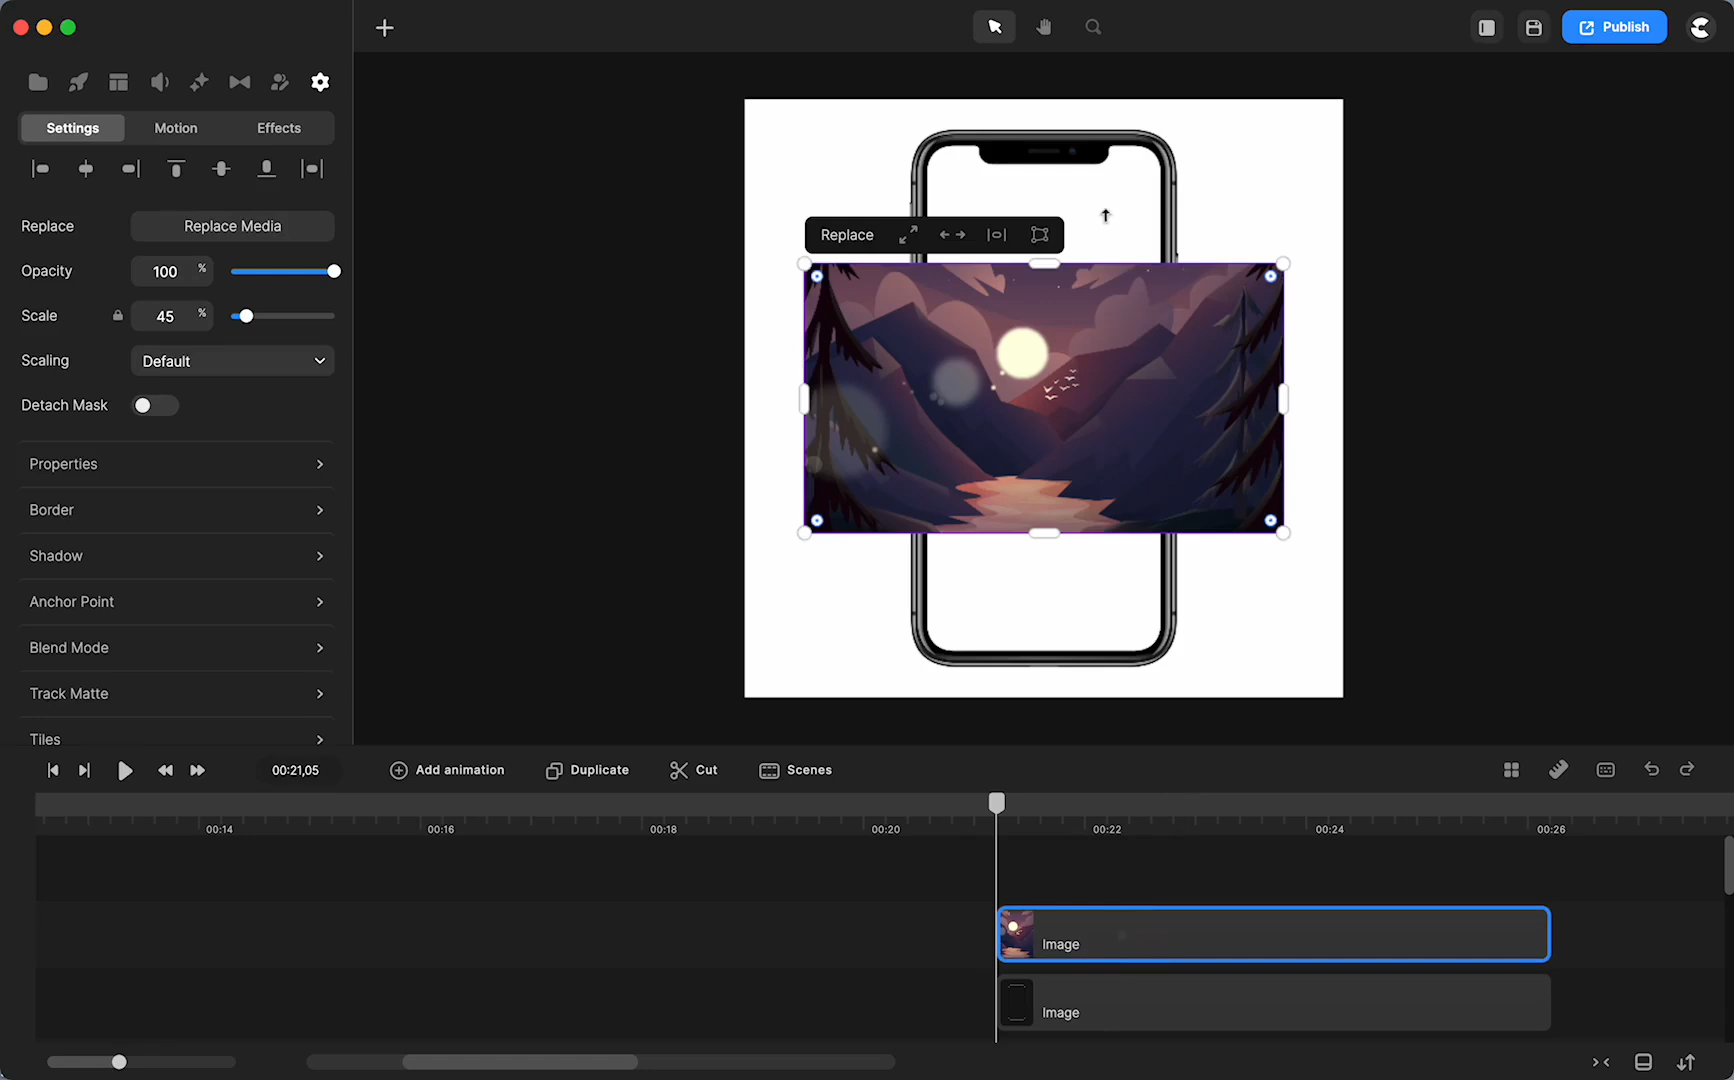 Publish
Settings Motion Effects
Replace Replace Media
Opacity 100 %
Scale 45 %
Scaling Default
Detach Mask
Properties
Border
Shadow
Anchor Point
Blend Mode
Track Matte
Tiles
Replace
00:21,05 Add animation Duplicate Cut Scenes
00:14 00:16 00:18 00:20 00:22 00:24 00:26
Image
Image